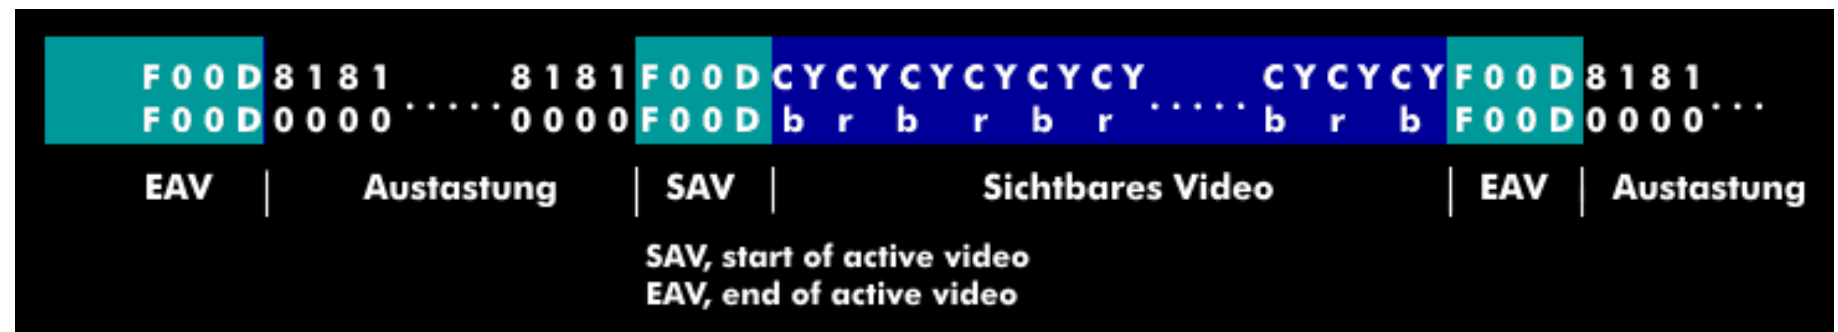 F 0 0 D 8 1 8 1 8 1 8 1 F 0 0 D C Y C Y C Y C Y C Y C Y C Y C Y C Y F 0 0 D 8 1 8 1
F 0 0 D 0 0 0 0 ..... 0 0 0 0 F 0 0 D b r b r b r ..... b r b F 0 0 D 0 0 0 0 ...
EAV | Austastung | SAV | Sichtbares Video | EAV | Austastung
SAV, start of active video
EAV, end of active video